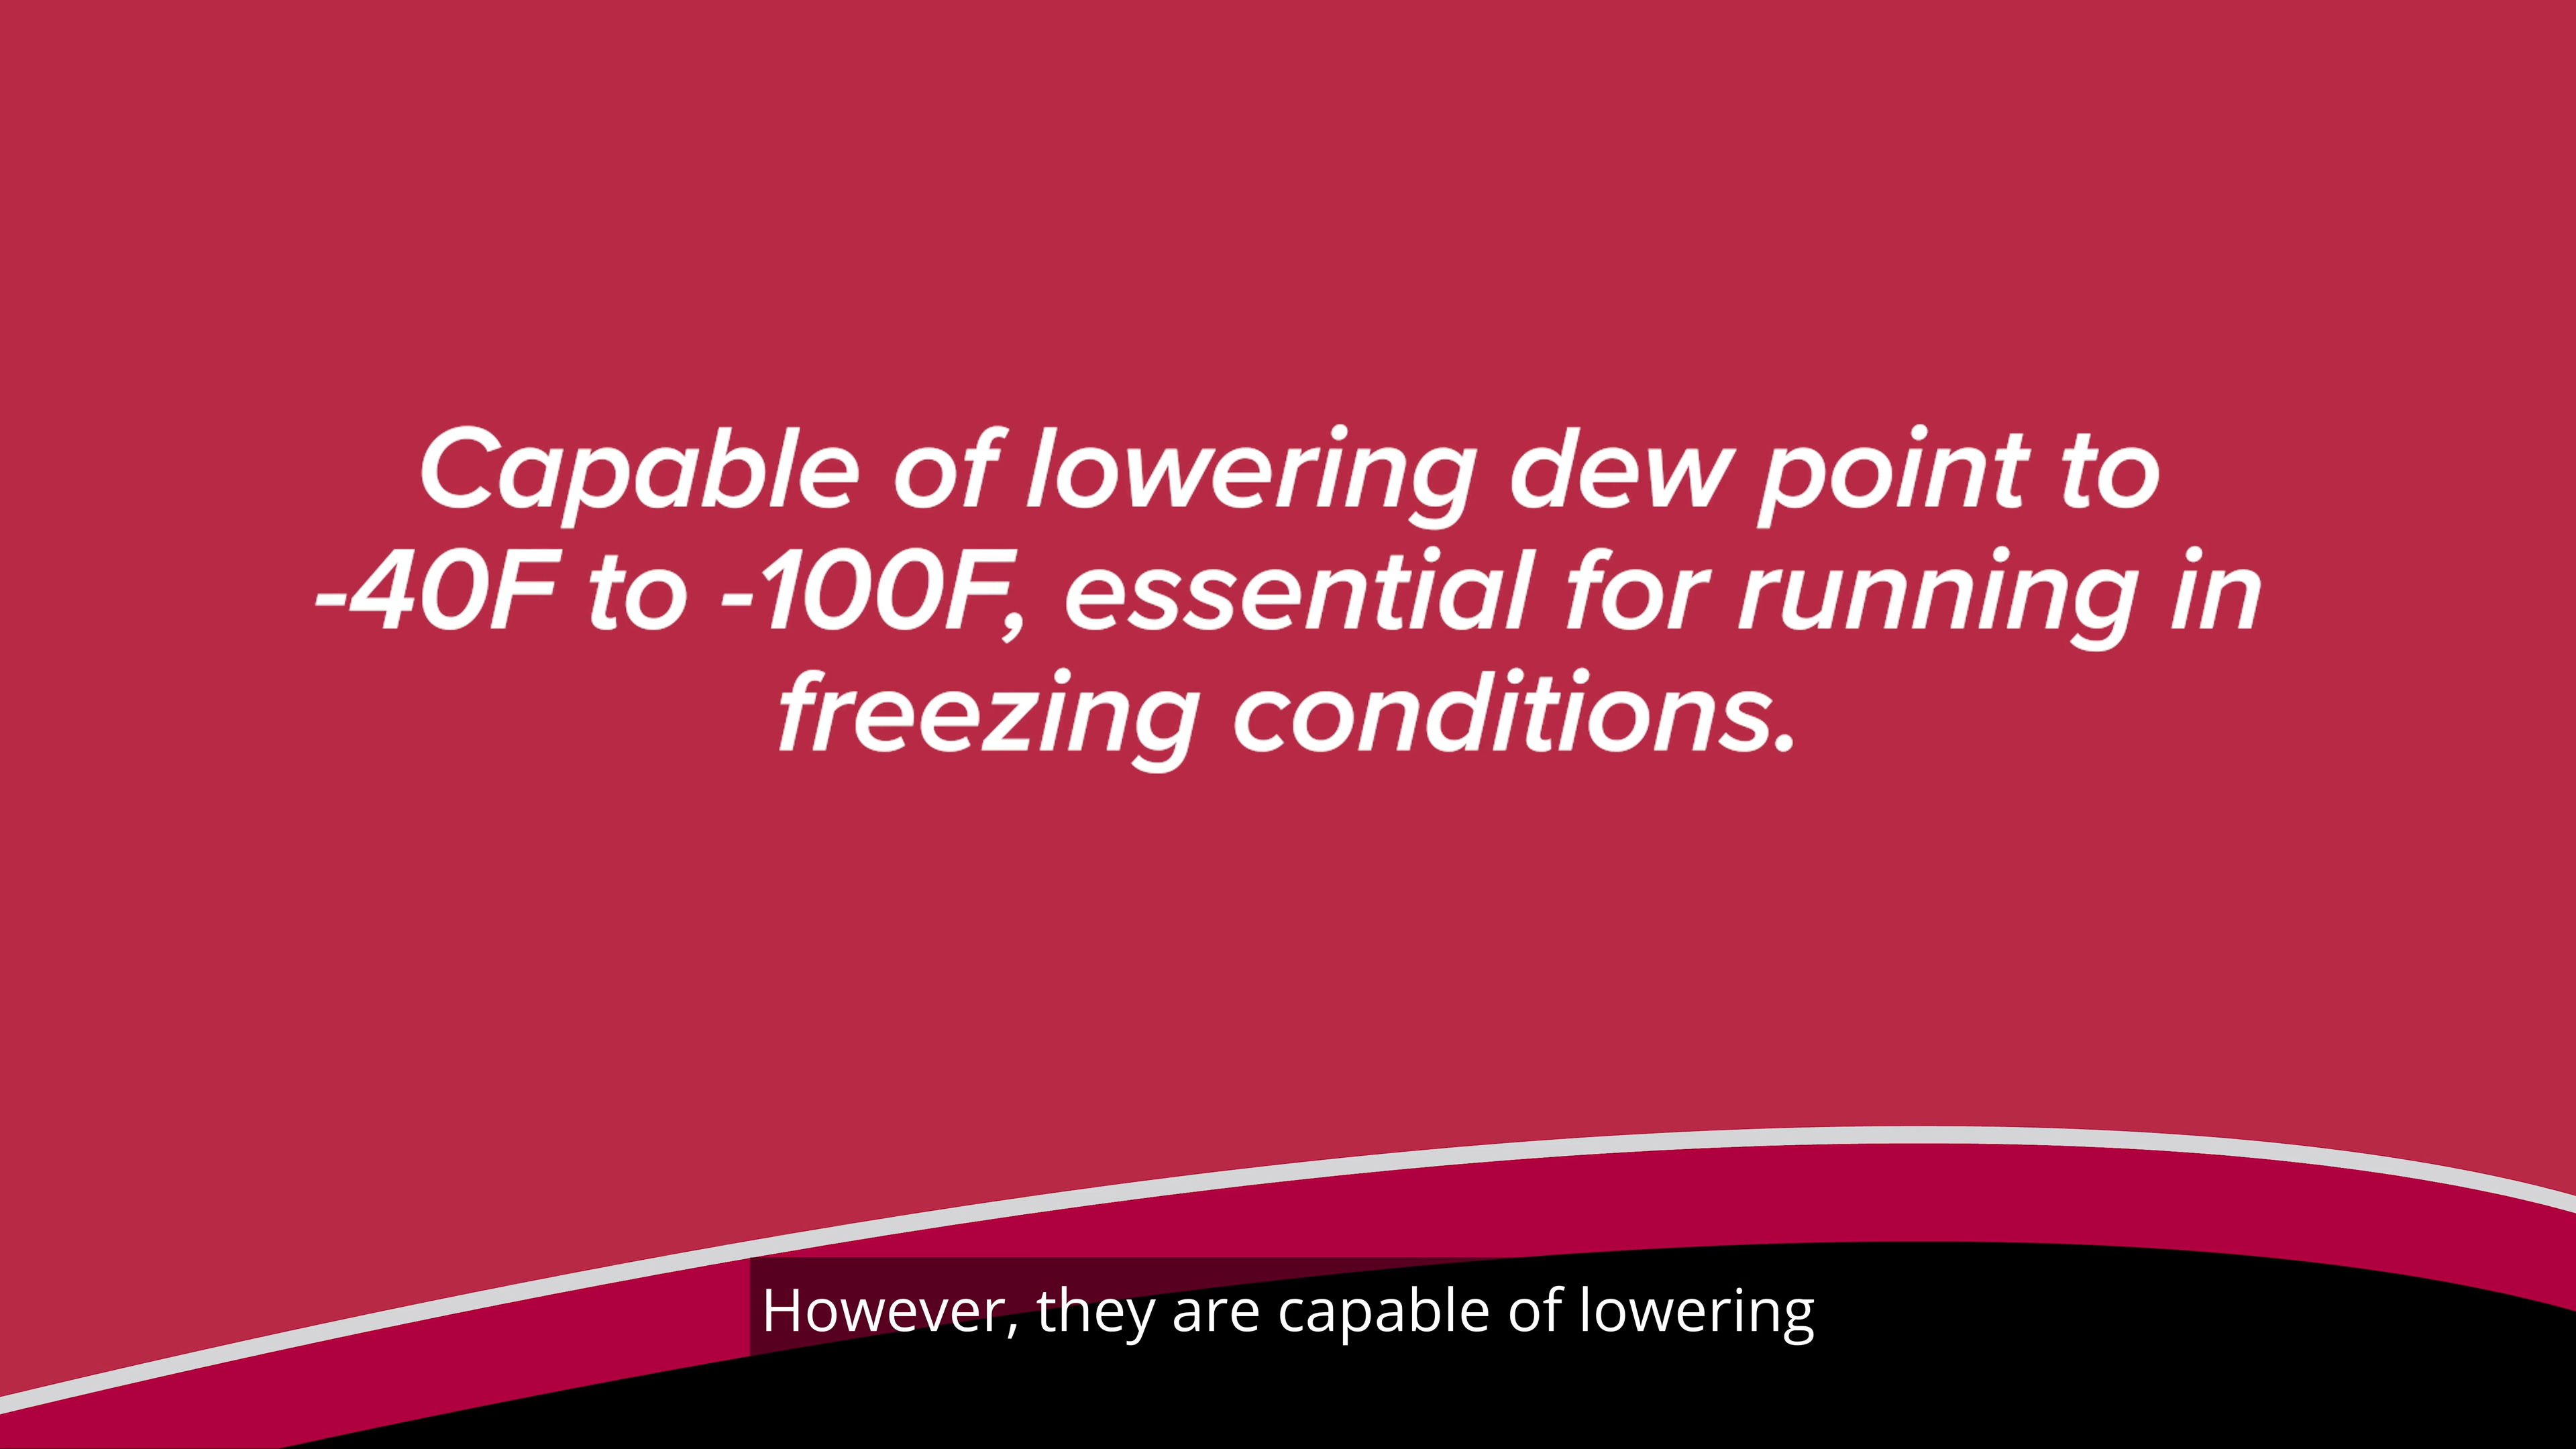 Capable of lowering dew point to
-40F to -100F, essential for running in
freezing conditions.
However, they are capable of lowering